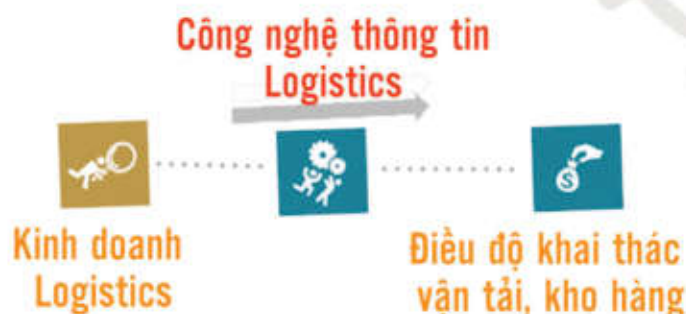 Công nghệ thông tin
Logistics
Kinh doanh
Logistics
Điều độ khai thác
vận tải, kho hàng